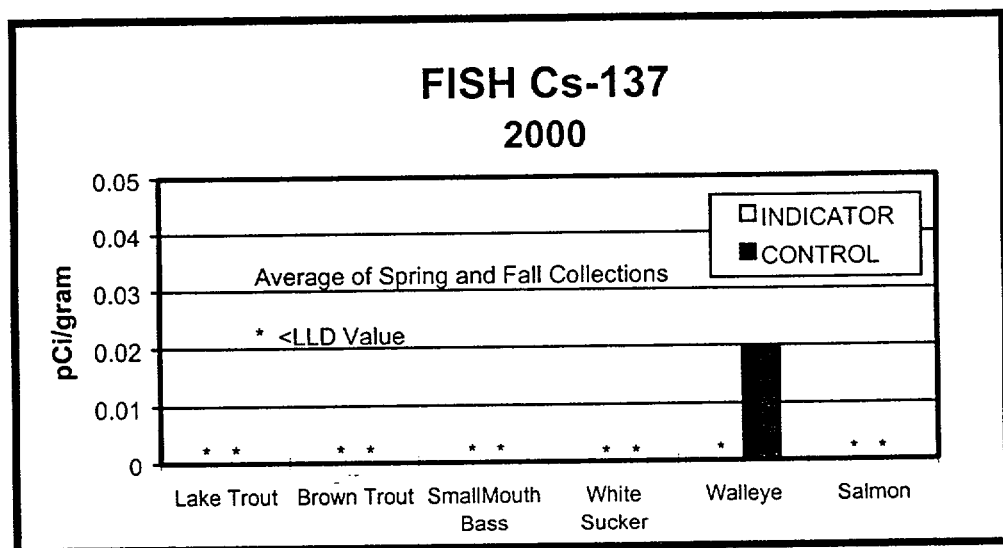 FISH Cs-137
2000
0.05
0.04
0.03
0.02
0.01
0
pCi/gram
INDICATOR
CONTROL
Average of Spring and Fall Collections
* <LLD Value
* * * * * * * * * * *
Lake Trout Brown Trout SmallMouth Bass White Sucker Walleye Salmon